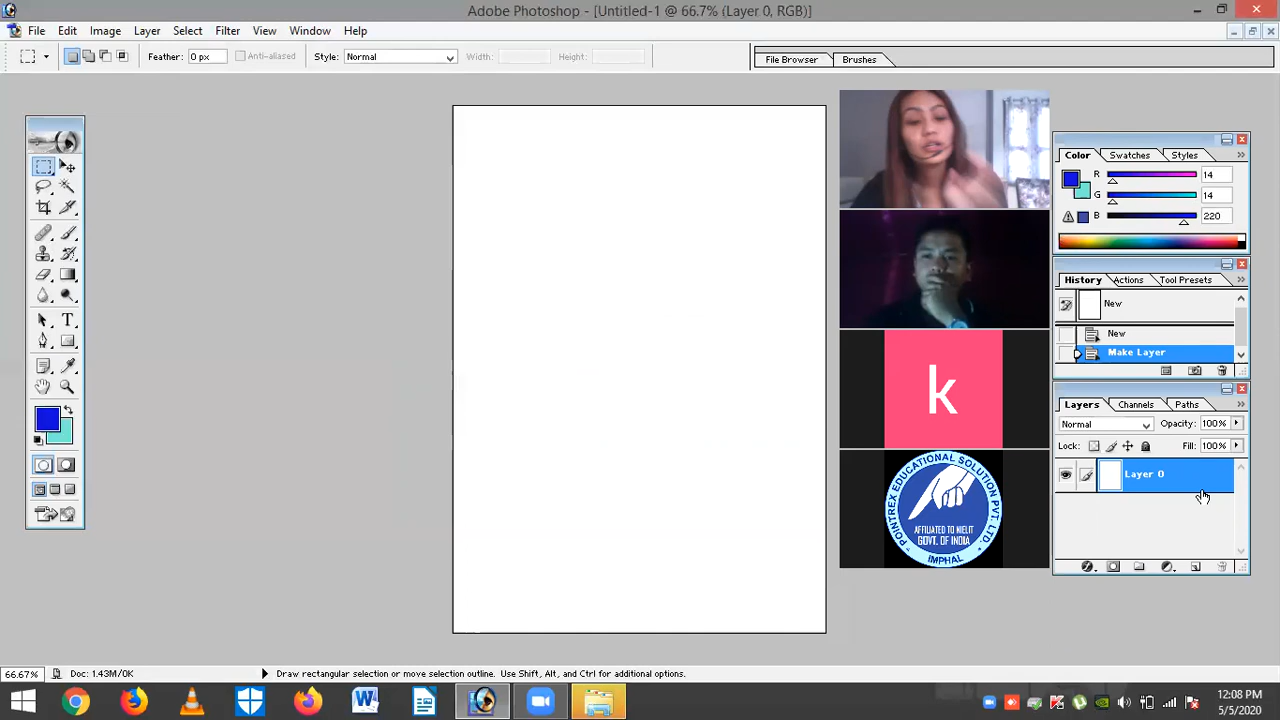 Adobe Photoshop - [Untitled-1 @ 66.7% (Layer 0, RGB)]
File Edit Image Layer Select Filter View Window Help
Feather: 0 px Anti-aliased Style: Normal Width: Height: File Browser Brushes
Color Swatches Styles
R 14
G 14
B 220
History Actions Tool Presets
New
New
Make Layer
Layers Channels Paths
Normal Opacity: 100%
Lock: Fill: 100%
Layer 0
T
k
POINTREX EDUCATIONAL SOLUTION PVT. LTD.
AFFILIATED TO NIELIT
GOVT. OF INDIA
IMPHAL
66.67% Doc: 1.43M/0K Draw rectangular selection or move selection outline. Use Shift, Alt, and Ctrl for additional options.
12:08 PM
5/5/2020